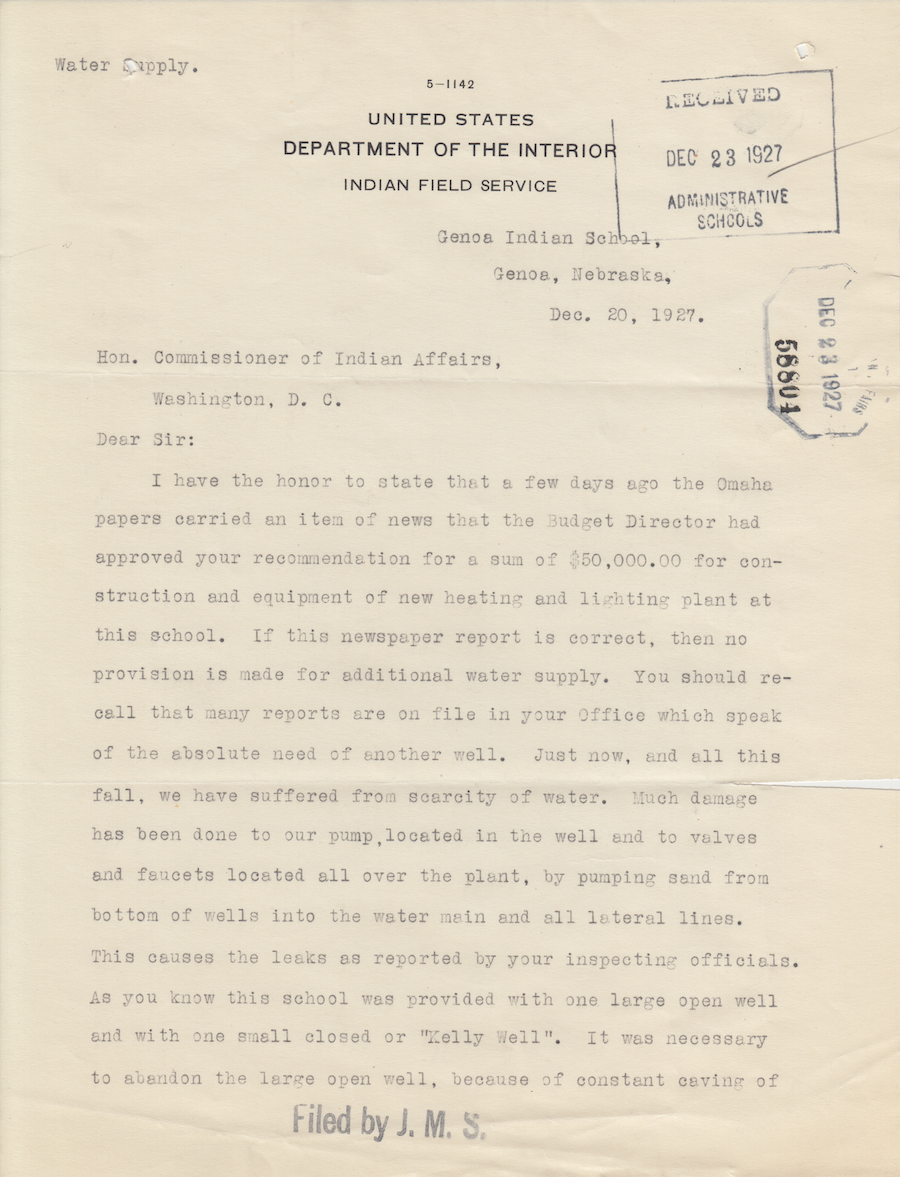 Water Supply.
5-1142
UNITED STATES
DEPARTMENT OF THE INTERIOR
INDIAN FIELD SERVICE
RECEIVED
DEC 23 1927
ADMINISTRATIVE
SCHOOLS
Genoa Indian School,
Genoa, Nebraska,
Dec. 20, 1927.
DEC 23 1927
58804
Hon. Commissioner of Indian Affairs,
Washington, D. C.
Dear Sir:
I have the honor to state that a few days ago the Omaha
papers carried an item of news that the Budget Director had
approved your recommendation for a sum of $50,000.00 for con-
struction and equipment of new heating and lighting plant at
this school. If this newspaper report is correct, then no
provision is made for additional water supply. You should re-
call that many reports are on file in your Office which speak
of the absolute need of another well. Just now, and all this
fall, we have suffered from scarcity of water. Much damage
has been done to our pump,located in the well and to valves
and faucets located all over the plant, by pumping sand from
bottom of wells into the water main and all lateral lines.
This causes the leaks as reported by your inspecting officials.
As you know this school was provided with one large open well
and with one small closed or "Kelly Well". It was necessary
to abandon the large open well, because of constant caving of
Filed by J. M. S.